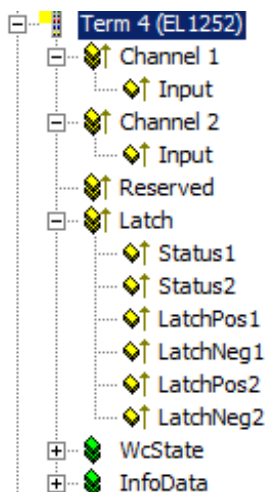 Term 4 (EL1252)
Channel 1
Input
Channel 2
Input
Reserved
Latch
Status1
Status2
LatchPos1
LatchNeg1
LatchPos2
LatchNeg2
WcState
InfoData